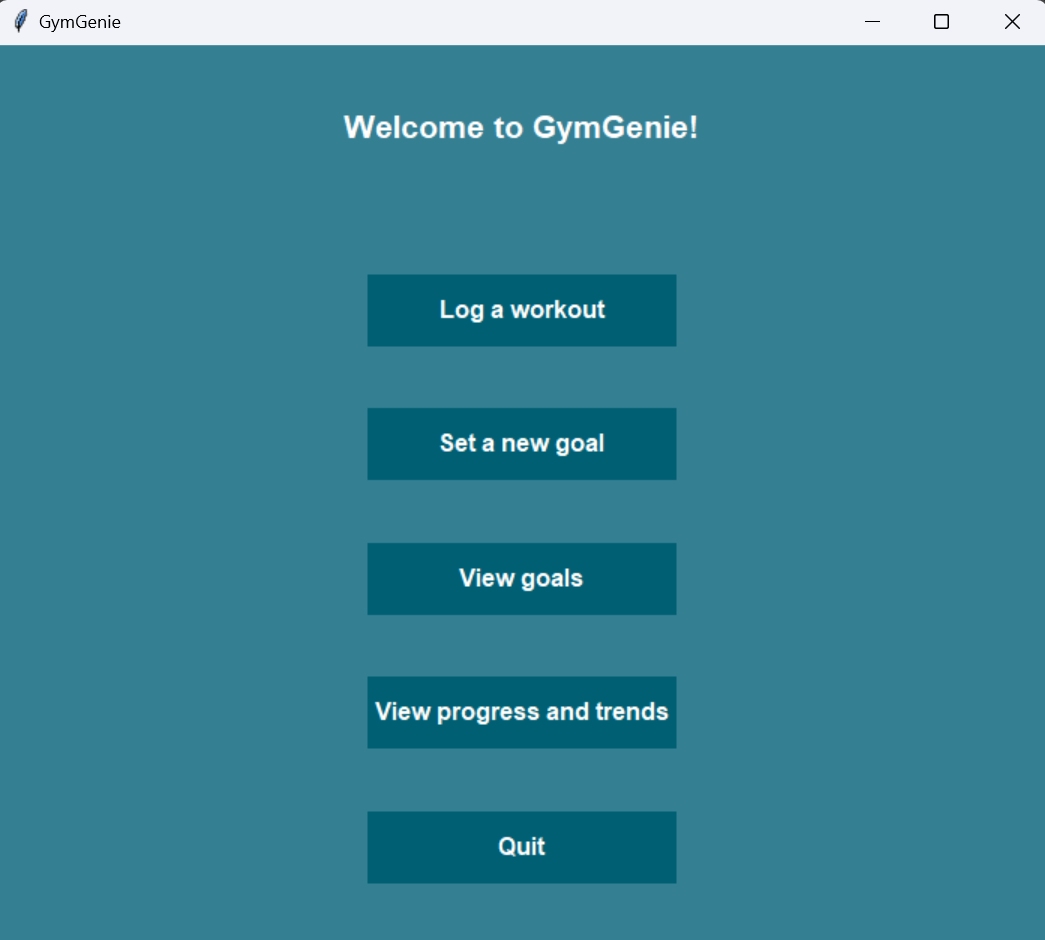 GymGenie
Welcome to GymGenie!
Log a workout
Set a new goal
View goals
View progress and trends
Quit